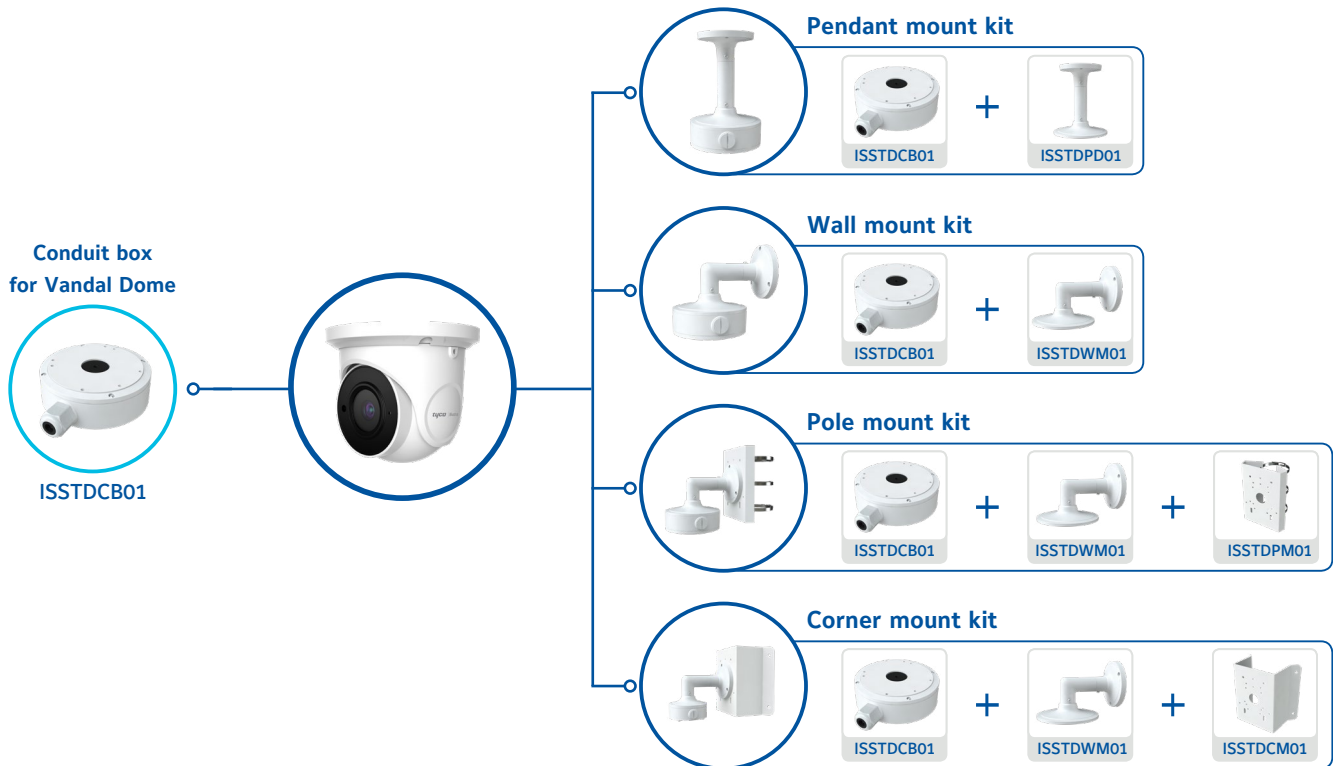 Pendant mount kit
ISSTDCB01
+
ISSTDPD01
Wall mount kit
ISSTDCB01
+
ISSTDWM01
Conduit box
for Vandal Dome
ISSTDCB01
tyco
Pole mount kit
ISSTDCB01
+
ISSTDWM01
+
ISSTDPM01
Corner mount kit
ISSTDCB01
+
ISSTDWM01
+
ISSTDCM01